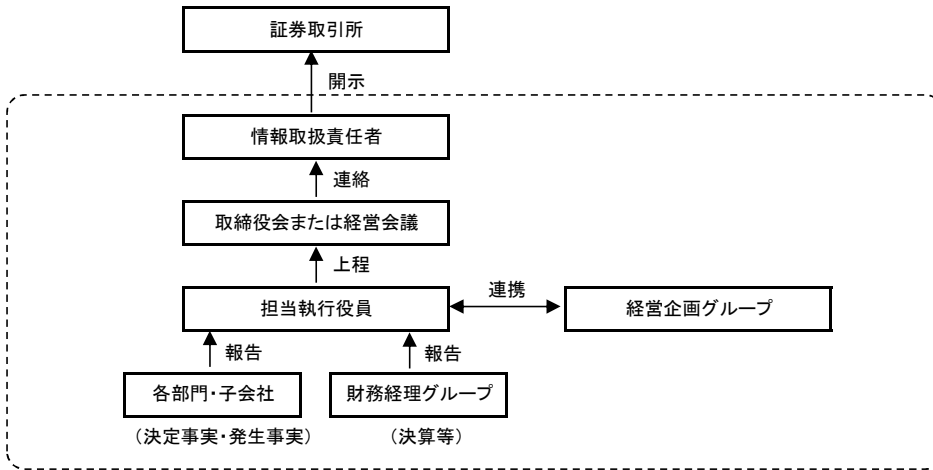 証券取引所
開示
情報取扱責任者
連絡
取締役会または経営会議
上程
担当執行役員
連携
経営企画グループ
報告
報告
各部門・子会社
財務経理グループ
（決定事実・発生事実）
（決算等）